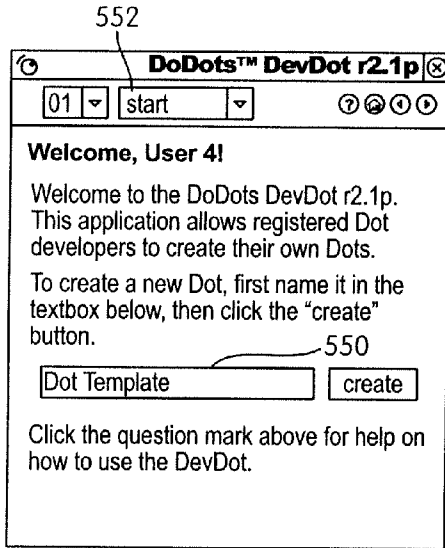 552
DoDots™ DevDot r2.1p
01 start ?
Welcome, User 4!
Welcome to the DoDots DevDot r2.1p.
This application allows registered Dot
developers to create their own Dots.
To create a new Dot, first name it in the
textbox below, then click the “create”
button.
550
Dot Template create
Click the question mark above for help on
how to use the DevDot.